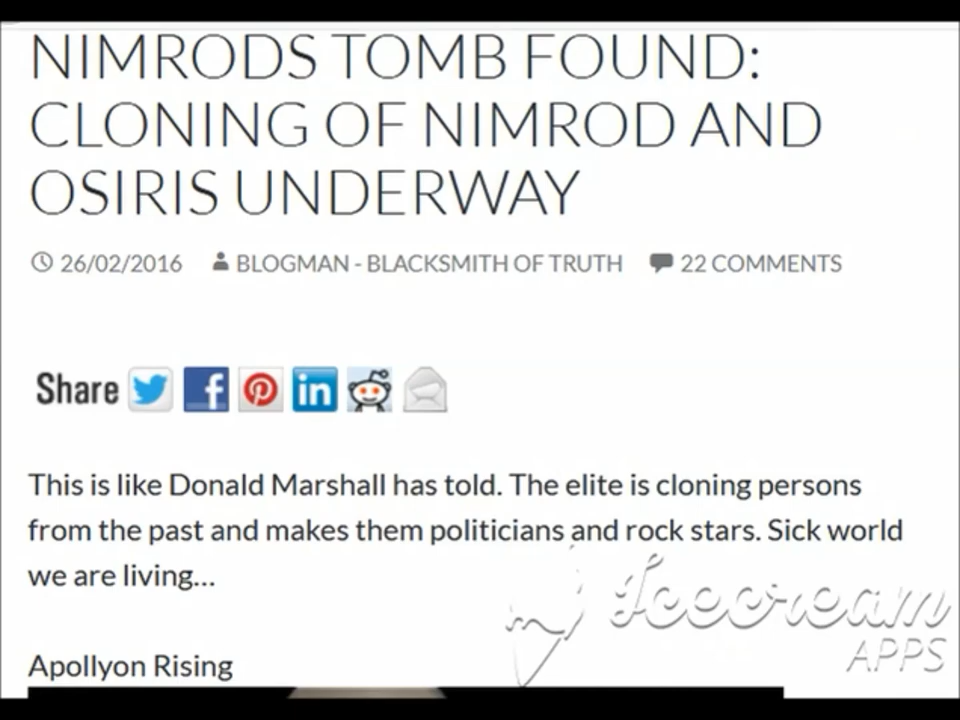 NIMRODS TOMB FOUND:
CLONING OF NIMROD AND
OSIRIS UNDERWAY
26/02/2016 BLOGMAN - BLACKSMITH OF TRUTH 22 COMMENTS
Share
This is like Donald Marshall has told. The elite is cloning persons
from the past and makes them politicians and rock stars. Sick world
we are living...
Icecream
APPS
Apollyon Rising